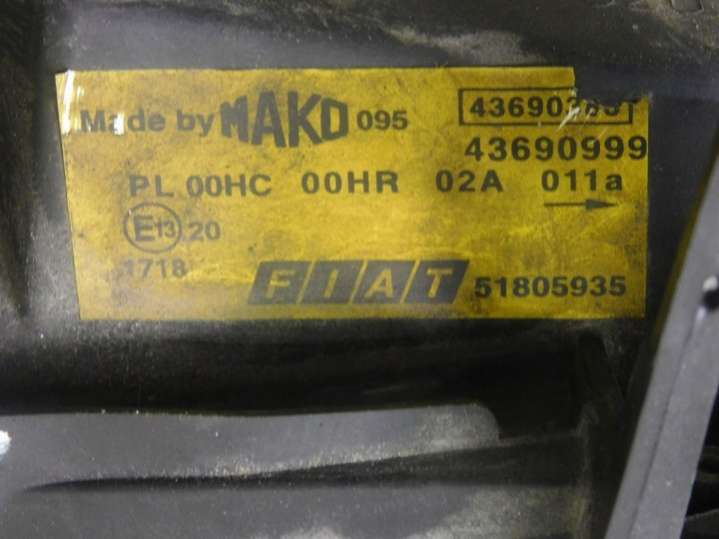 Made by MAKO 095
43690999
PL 00HC 00HR 02A 011a
E13 20
1718
FIAT 51805935